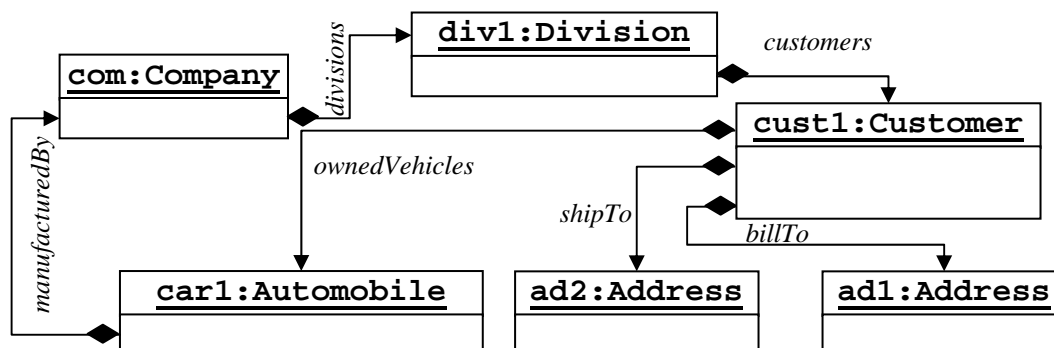 div1:Division
customers
com:Company
divisions
cust1:Customer
manufacturedBy
ownedVehicles
shipTo
billTo
car1:Automobile
ad2:Address
ad1:Address